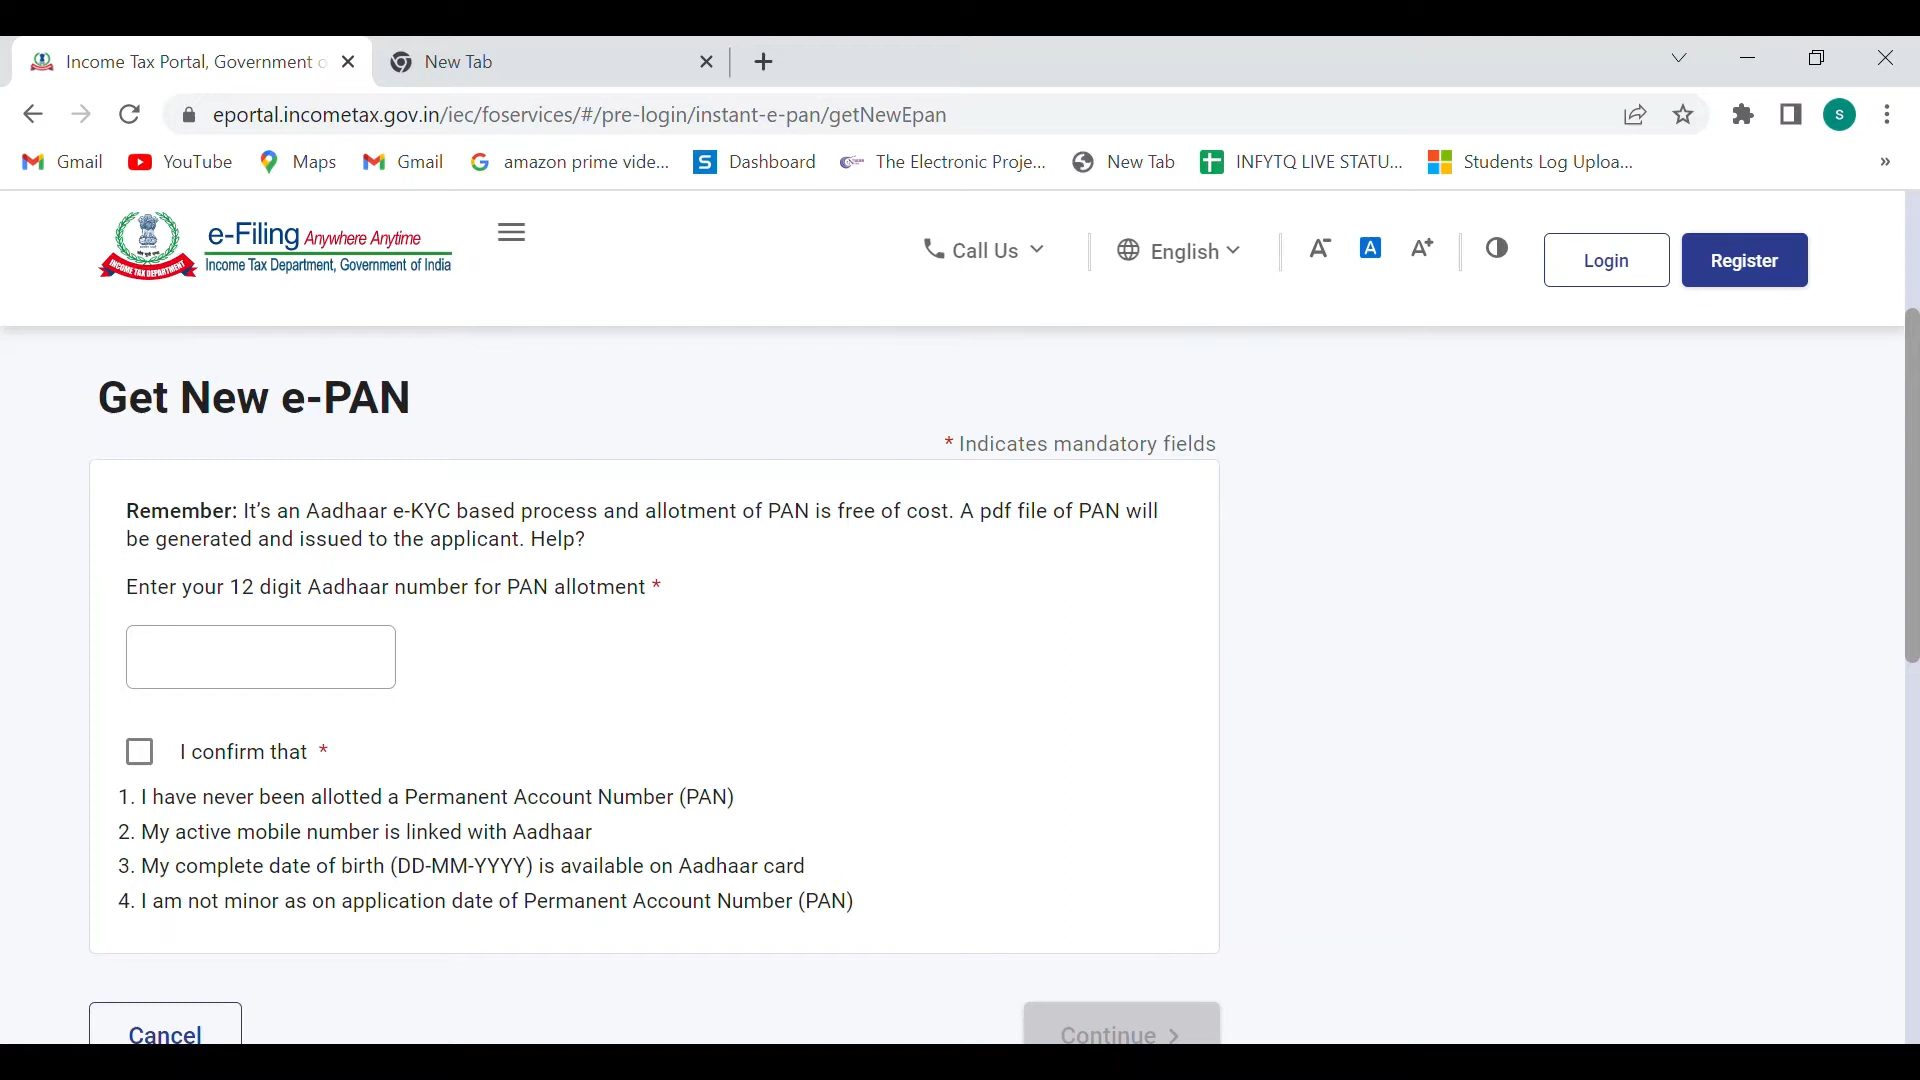 Income Tax Portal, Government o
New Tab
eportal.incometax.gov.in/iec/foservices/#/pre-login/instant-e-pan/getNewEpan
S
Gmail
YouTube
Maps
Gmail
amazon prime vide...
Dashboard
The Electronic Proje...
New Tab
INFYTQ LIVE STATU...
Students Log Uploa...
»
e-Filing Anywhere Anytime
Income Tax Department, Government of India
INCOME TAX DEPARTMENT
Call Us
English
A-
A
A+
Login
Register
Get New e-PAN
* Indicates mandatory fields
Remember: It’s an Aadhaar e-KYC based process and allotment of PAN is free of cost. A pdf file of PAN will
be generated and issued to the applicant. Help?
Enter your 12 digit Aadhaar number for PAN allotment *
I confirm that *
1. I have never been allotted a Permanent Account Number (PAN)
2. My active mobile number is linked with Aadhaar
3. My complete date of birth (DD-MM-YYYY) is available on Aadhaar card
4. I am not minor as on application date of Permanent Account Number (PAN)
Cancel
Continue >